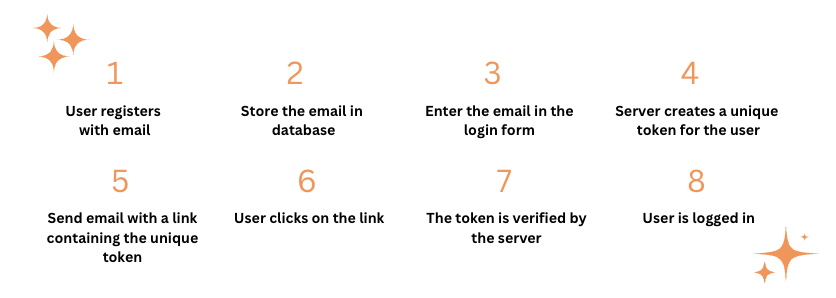 1
User registers
with email
2
Store the email in
database
3
Enter the email in the
login form
4
Server creates a unique
token for the user
5
Send email with a link
containing the unique
token
6
User clicks on the link
7
The token is verified by
the server
8
User is logged in